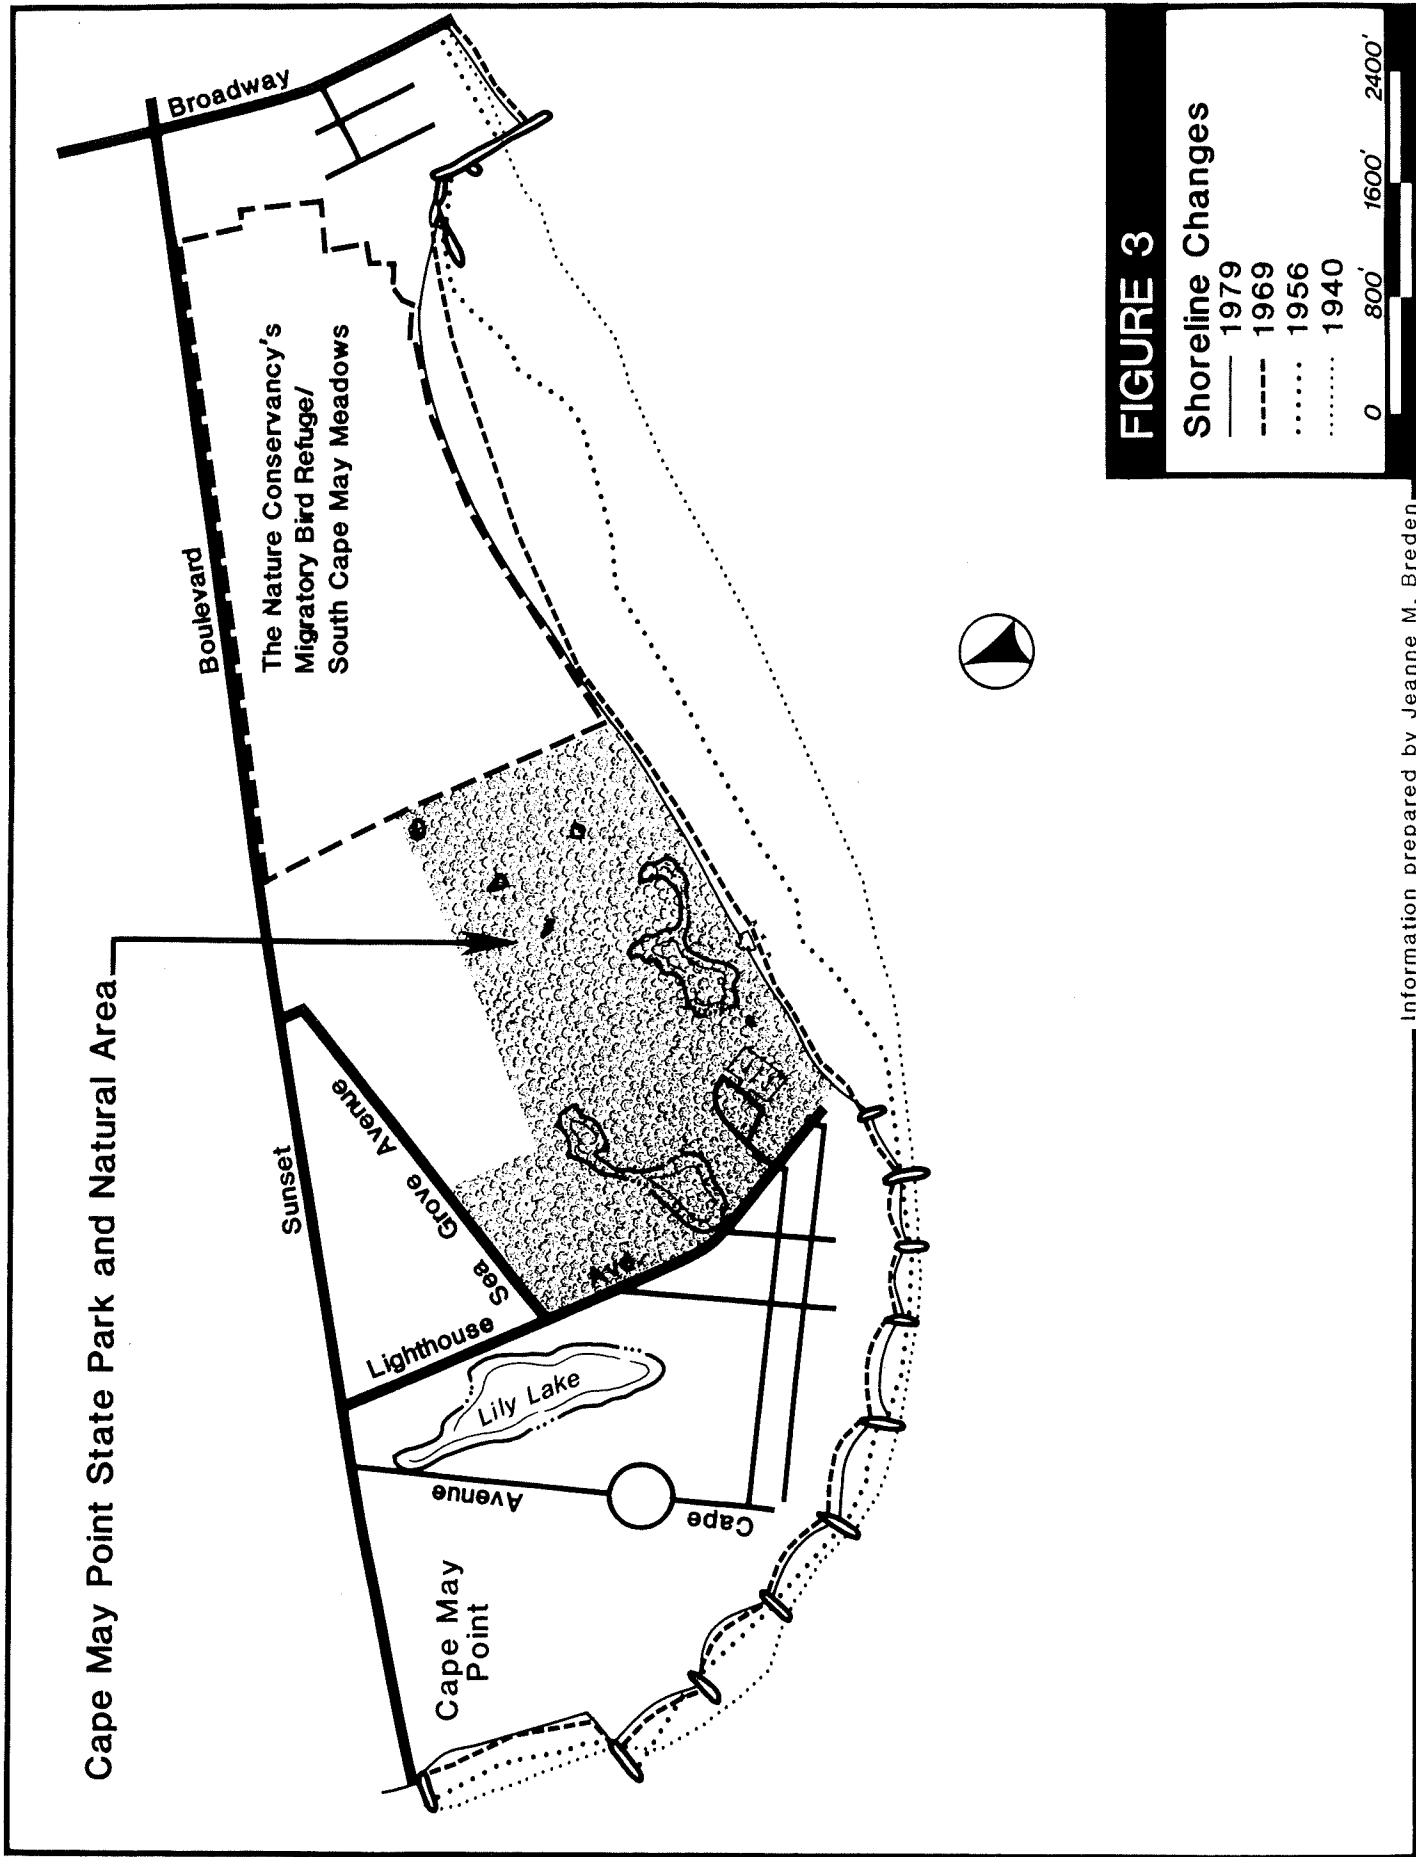 Cape May Point State Park and Natural Area
Broadway
Boulevard
Sunset
The Nature Conservancy's
Migratory Bird Refuge/
South Cape May Meadows
Sea Grove Avenue
Lighthouse Ave.
Lily Lake
Cape Avenue
Cape May
Point
FIGURE 3
Shoreline Changes
1979
1969
1956
1940
0 800' 1600' 2400'
Information prepared by Jeanne M. Breden